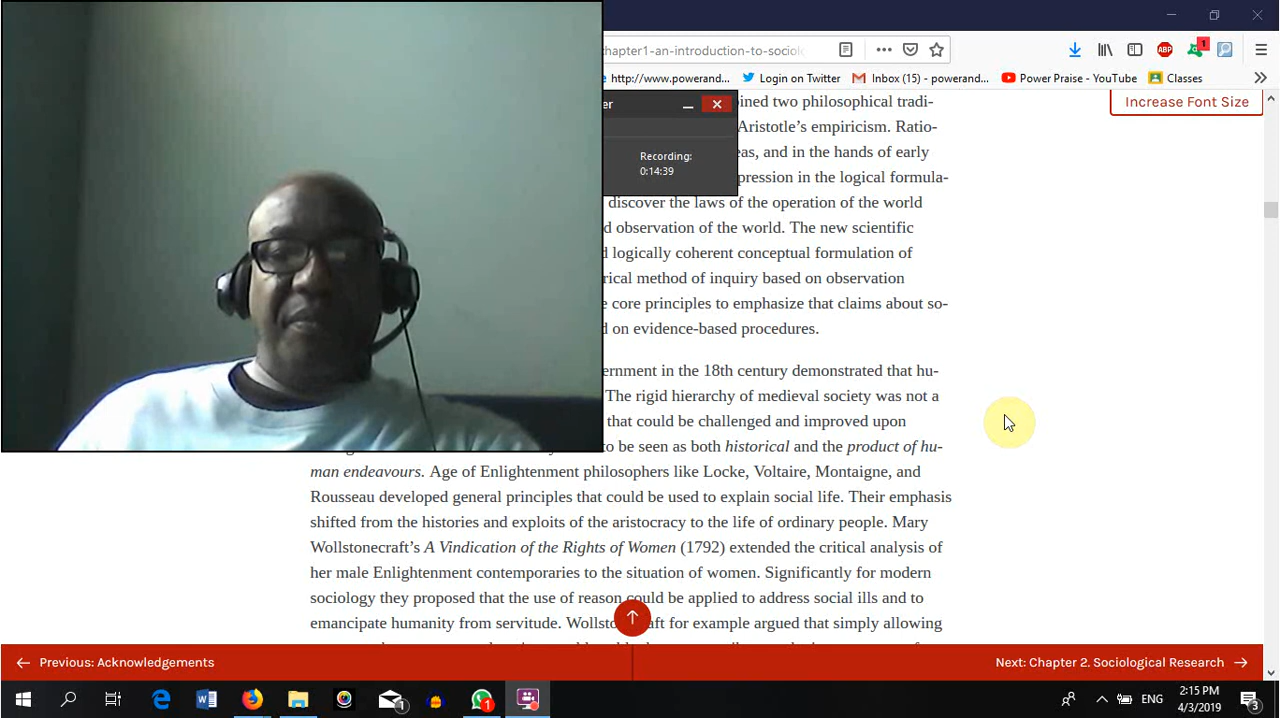 chapter1-an-introduction-to-sociol
http://www.powerand...
Login on Twitter
Inbox (15) - powerand...
Power Praise - YouTube
Classes
1
Increase Font Size
er
Recording:
0:14:39
ined two philosophical tradi-
Aristotle's empiricism. Ratio-
eas, and in the hands of early
pression in the logical formula-
discover the laws of the operation of the world
d observation of the world. The new scientific
d logically coherent conceptual formulation of
rical method of inquiry based on observation
e core principles to emphasize that claims about so-
d on evidence-based procedures.
ernment in the 18th century demonstrated that hu-
The rigid hierarchy of medieval society was not a
that could be challenged and improved upon
to be seen as both historical and the product of hu-
man endeavours. Age of Enlightenment philosophers like Locke, Voltaire, Montaigne, and
Rousseau developed general principles that could be used to explain social life. Their emphasis
shifted from the histories and exploits of the aristocracy to the life of ordinary people. Mary
Wollstonecraft's A Vindication of the Rights of Women (1792) extended the critical analysis of
her male Enlightenment contemporaries to the situation of women. Significantly for modern
sociology they proposed that the use of reason could be applied to address social ills and to
emancipate humanity from servitude. Wollst aft for example argued that simply allowing
Previous: Acknowledgements
Next: Chapter 2. Sociological Research
ABP
1
1
ENG
2:15 PM
4/3/2019
3